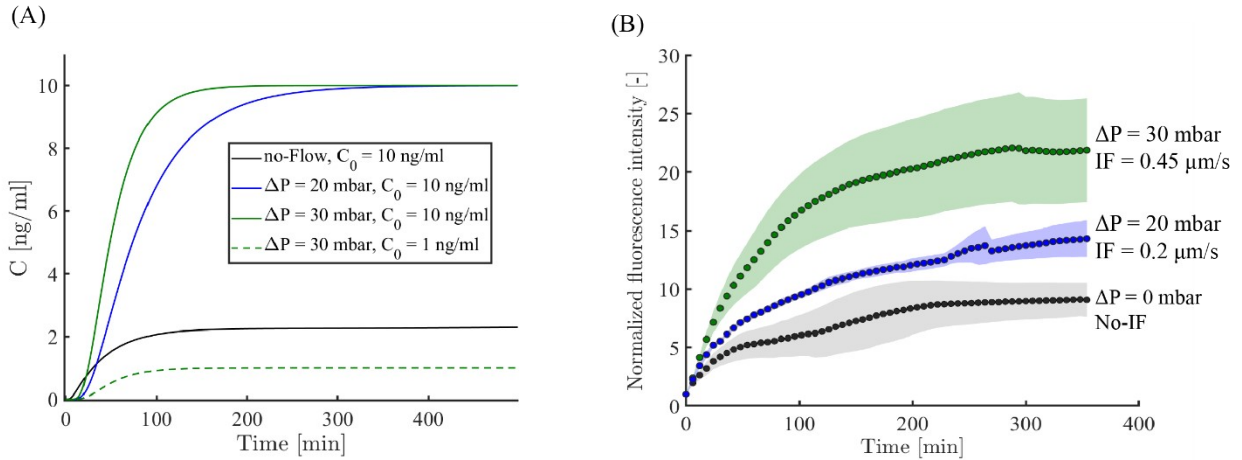 (A)
C [ng/ml]
10
8
6
4
2
0
0
100
200
300
400
Time [min]
no-Flow, C0 = 10 ng/ml
ΔP = 20 mbar, C0 = 10 ng/ml
ΔP = 30 mbar, C0 = 10 ng/ml
ΔP = 30 mbar, C0 = 1 ng/ml
(B)
Normalized fluorescence intensity [-]
30
25
20
15
10
5
0
0
100
200
300
400
Time [min]
ΔP = 30 mbar
IF = 0.45 μm/s
ΔP = 20 mbar
IF = 0.2 μm/s
ΔP = 0 mbar
No-IF